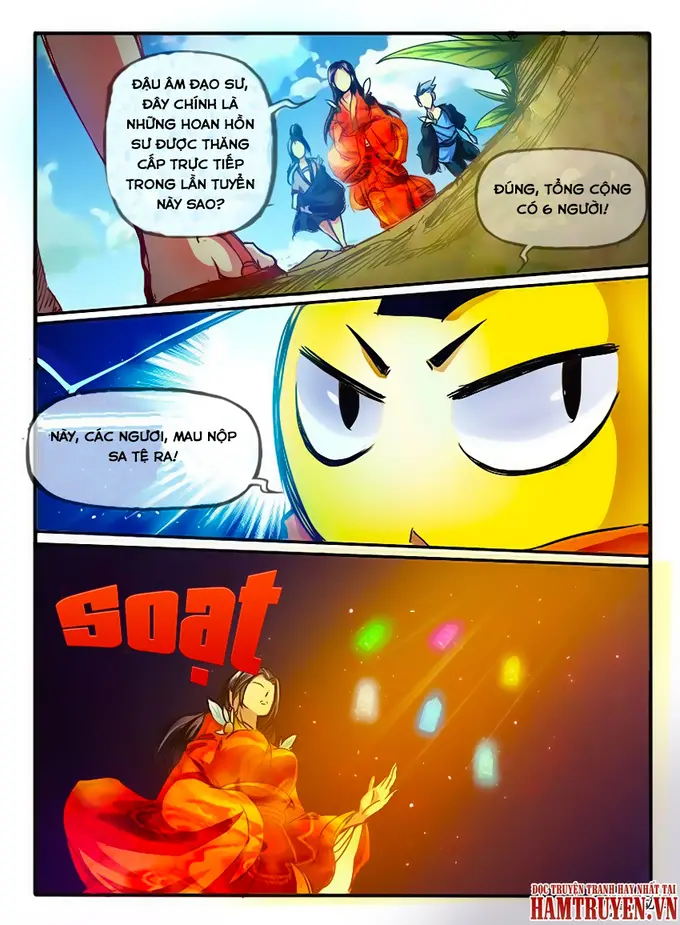 ĐẬU ÂM ĐẠO SƯ,
ĐÂY CHÍNH LÀ
NHỮNG HOAN HỒN
SƯ ĐƯỢC THĂNG
CẤP TRỰC TIẾP
TRONG LẦN TUYỂN
NÀY SAO?
ĐÚNG, TỔNG CỘNG
CÓ 6 NGƯỜI!
NÀY, CÁC NGƯƠI, MAU NỘP
SA TỆ RA!
SOẠT
ĐỌC TRUYỆN TRANH HAY NHẤT TẠI
HAMTRUYEN.VN